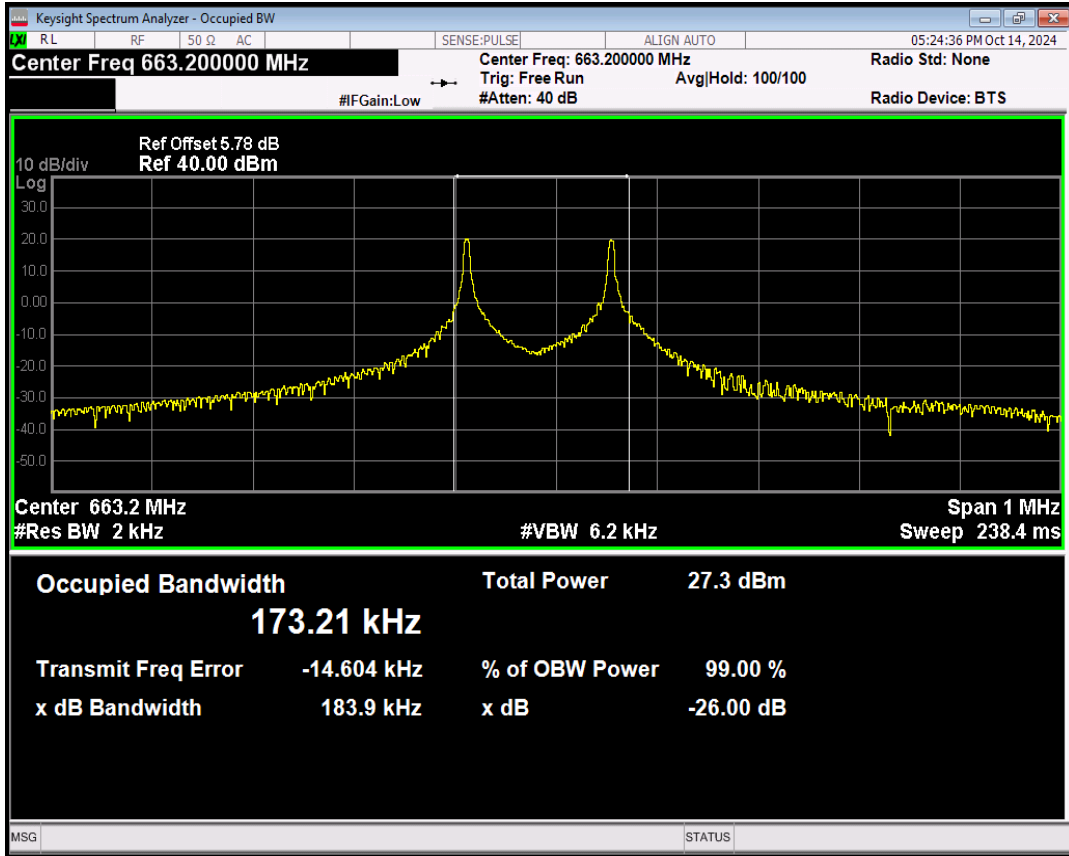 Keysight Spectrum Analyzer - Occupied BW
LXI RL RF 50 Ω AC SENSE:PULSE ALIGN AUTO 05:24:36 PM Oct 14, 2024
Center Freq 663.200000 MHz Center Freq: 663.200000 MHz Radio Std: None
Trig: Free Run Avg|Hold: 100/100
#IFGain:Low #Atten: 40 dB Radio Device: BTS
Ref Offset 5.78 dB
10 dB/div Ref 40.00 dBm
Log
30.0
20.0
10.0
0.00
-10.0
-20.0
-30.0
-40.0
-50.0
Center 663.2 MHz Span 1 MHz
#Res BW 2 kHz #VBW 6.2 kHz Sweep 238.4 ms
Occupied Bandwidth Total Power 27.3 dBm
173.21 kHz
Transmit Freq Error -14.604 kHz % of OBW Power 99.00 %
x dB Bandwidth 183.9 kHz x dB -26.00 dB
MSG STATUS